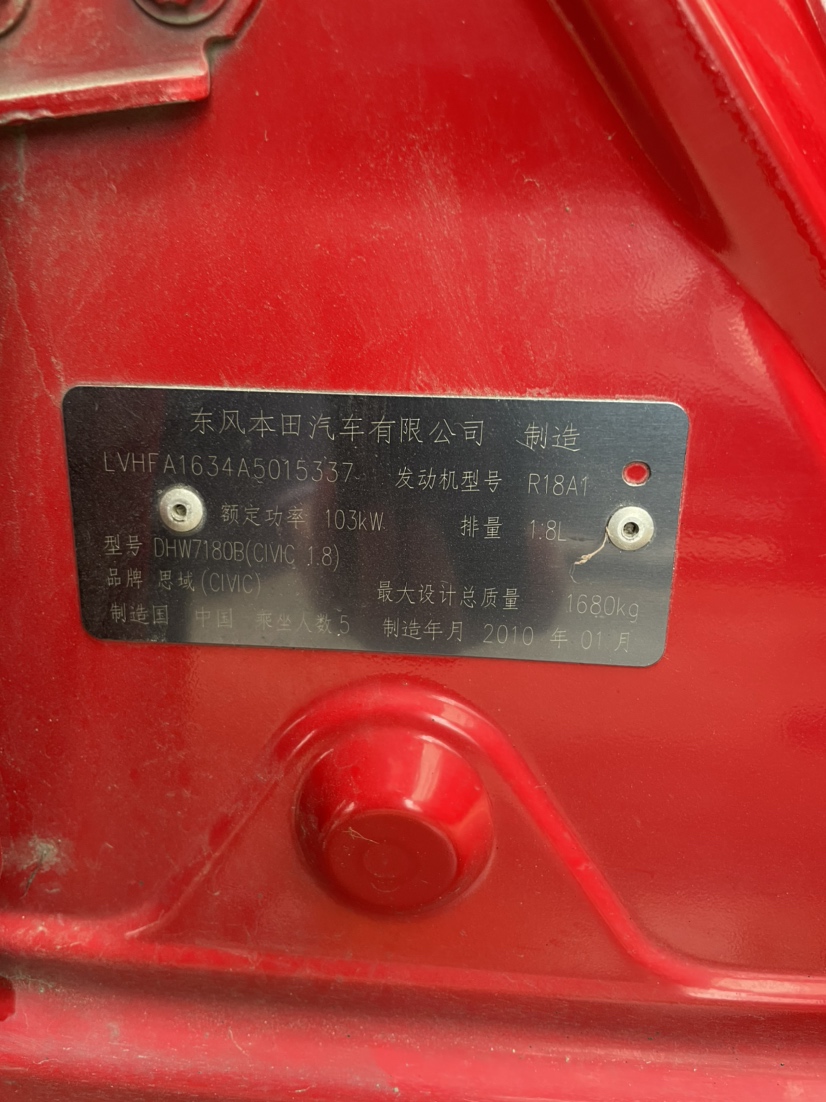 东风本田汽车有限公司 制造
LVHFA1634A5015337 发动机型号 R18A1
额定功率 103kW 排量 1.8L
型号 DHW7180B(CIVIC 1.8)
品牌 思域(CIVIC) 最大设计总质量 1680kg
制造国 中国 乘坐人数 5 制造年月 2010 年 01 月